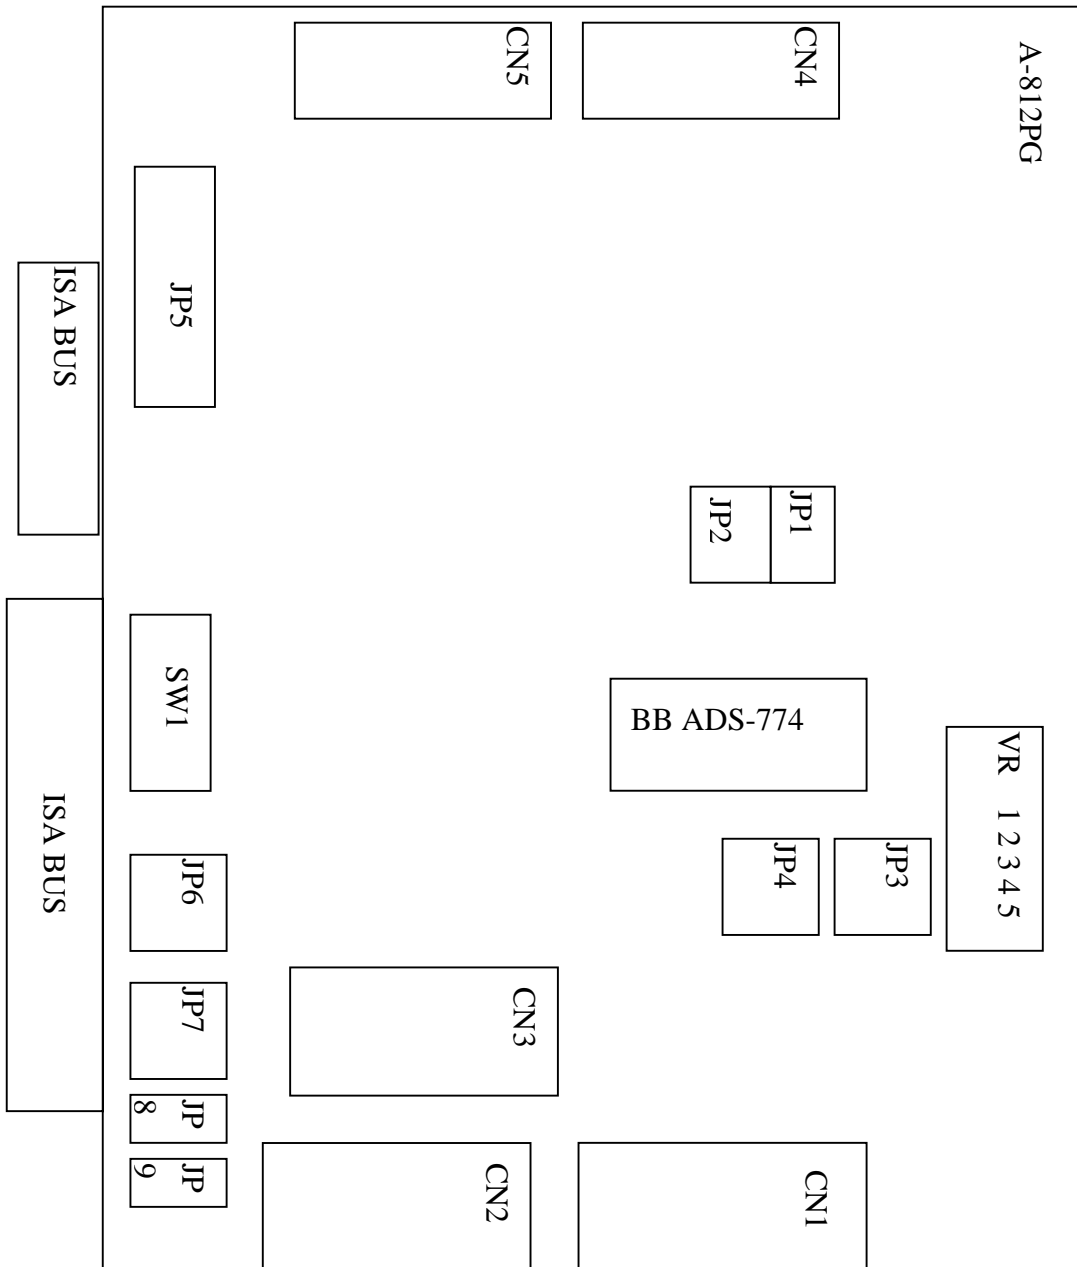 A-812PG
CN5
CN4
ISA BUS
JP5
JP2
JP1
SW1
BB ADS-774
VR 1 2 3 4 5
ISA BUS
JP6
JP4
JP3
JP7
CN3
JP
8
JP
9
CN2
CN1